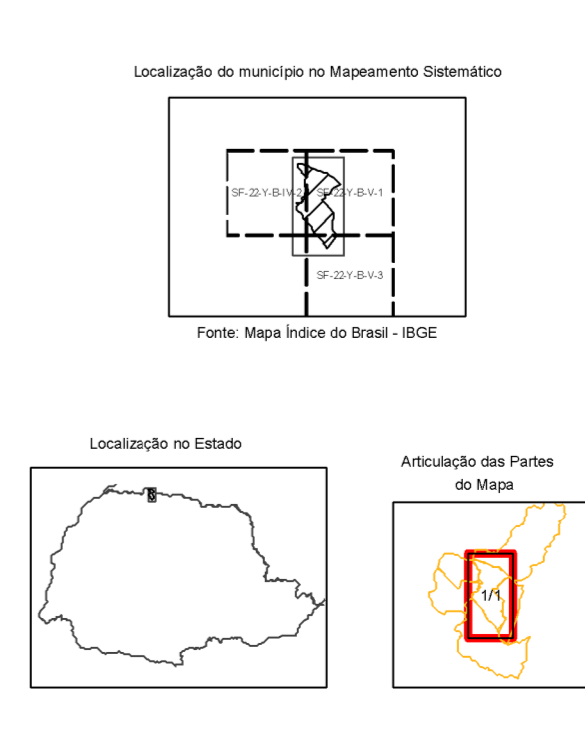 Localização do município no Mapeamento Sistemático
SF-22-Y-B-IV-2
SF-22-Y-B-V-1
SF-22-Y-B-V-3
Fonte: Mapa Índice do Brasil - IBGE
Localização no Estado
Articulação das Partes
do Mapa
1/1